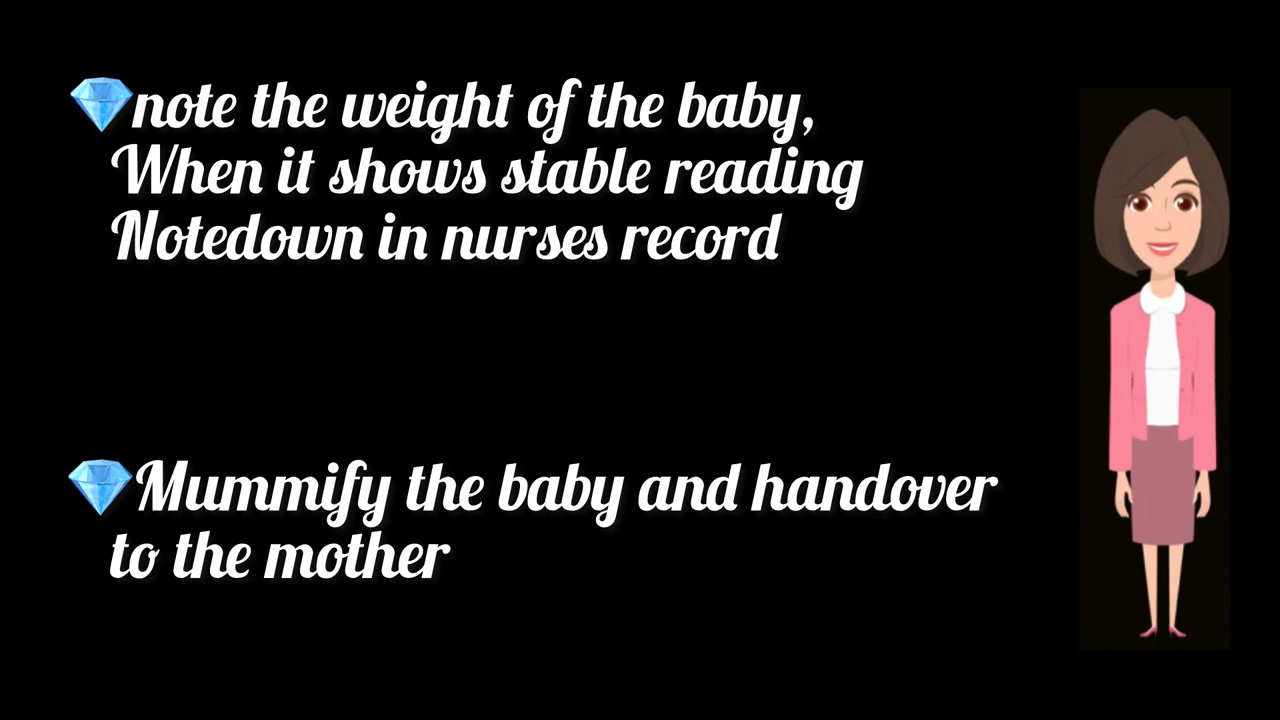 note the weight of the baby,
When it shows stable reading
Notedown in nurses record
Mummify the baby and handover
to the mother